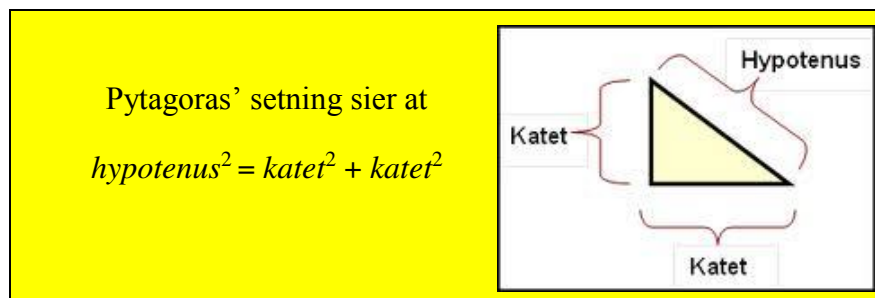 Pytagoras’ setning sier at
hypotenus² = katet² + katet²
Hypotenus
Katet
Katet